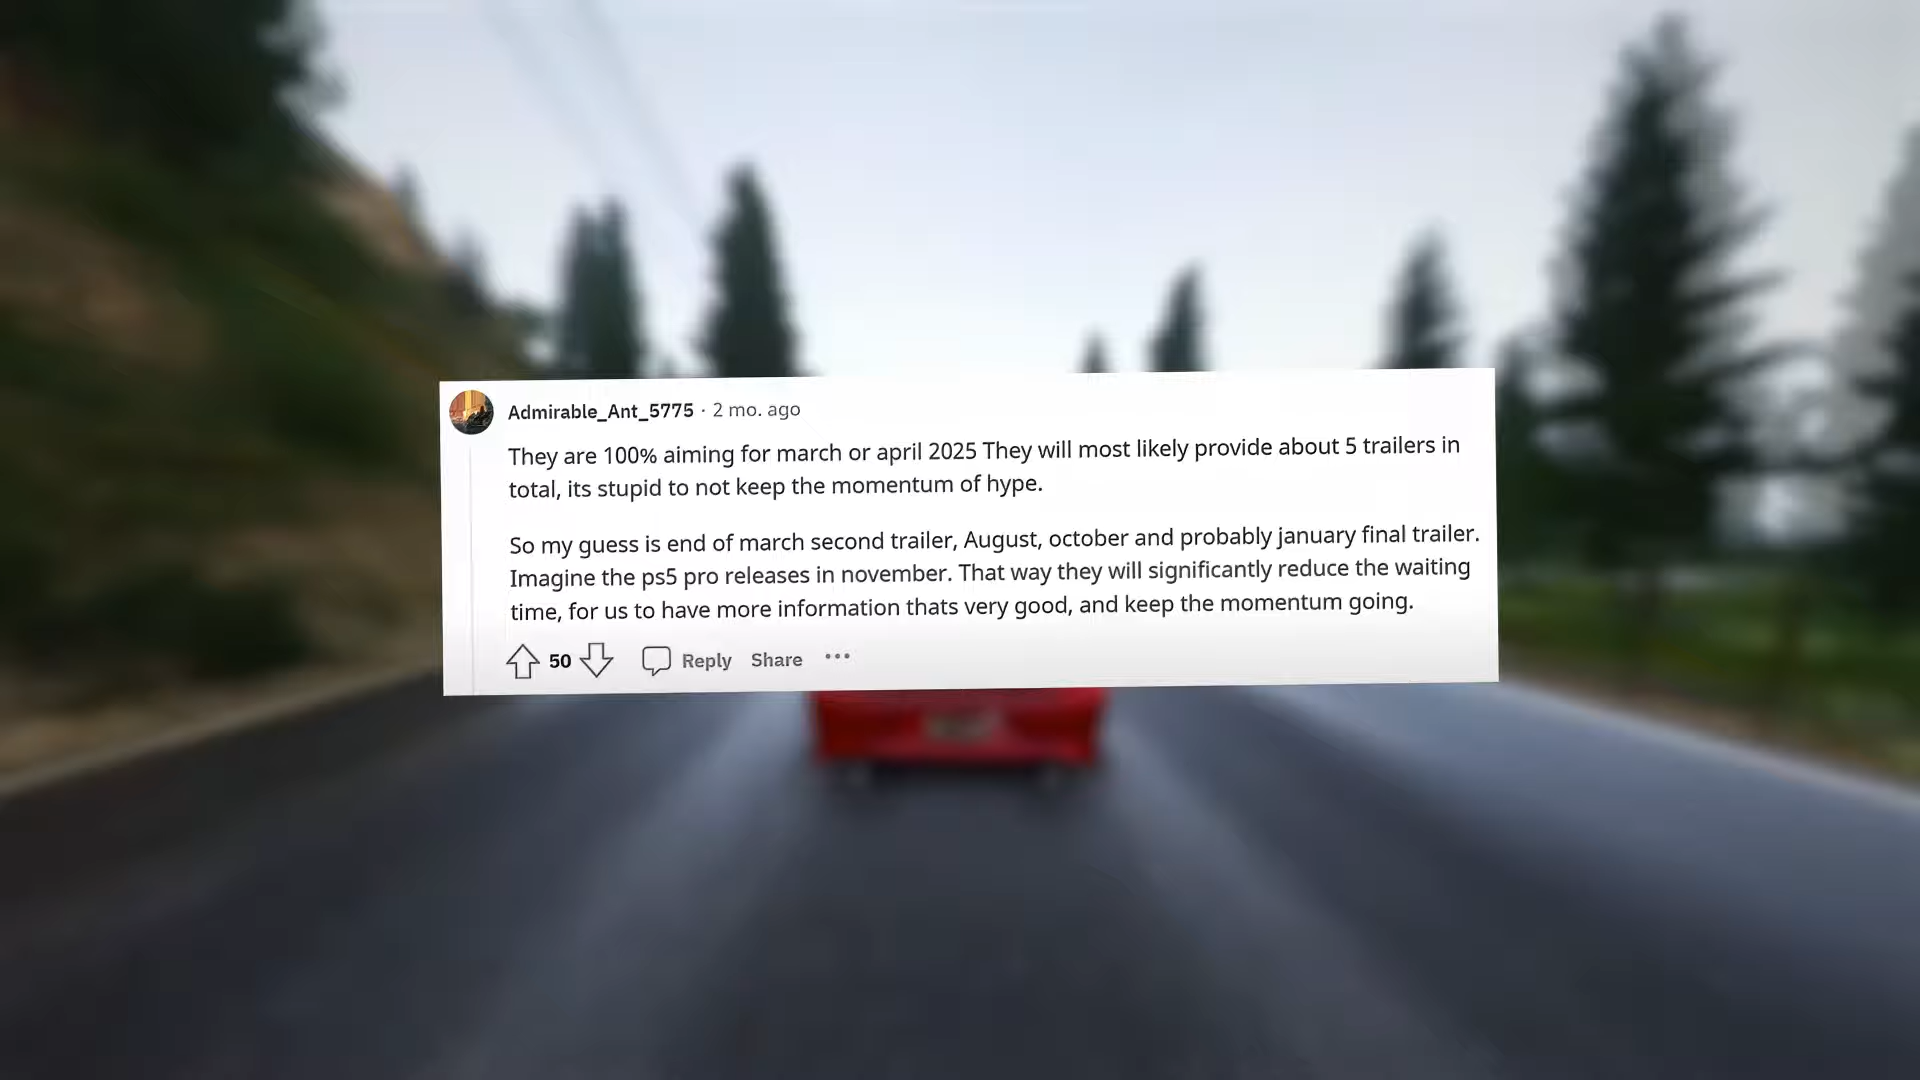 Admirable_Ant_5775 · 2 mo. ago
They are 100% aiming for march or april 2025 They will most likely provide about 5 trailers in
total, its stupid to not keep the momentum of hype.
So my guess is end of march second trailer, August, october and probably january final trailer.
Imagine the ps5 pro releases in november. That way they will significantly reduce the waiting
time, for us to have more information thats very good, and keep the momentum going.
50 Reply Share ···